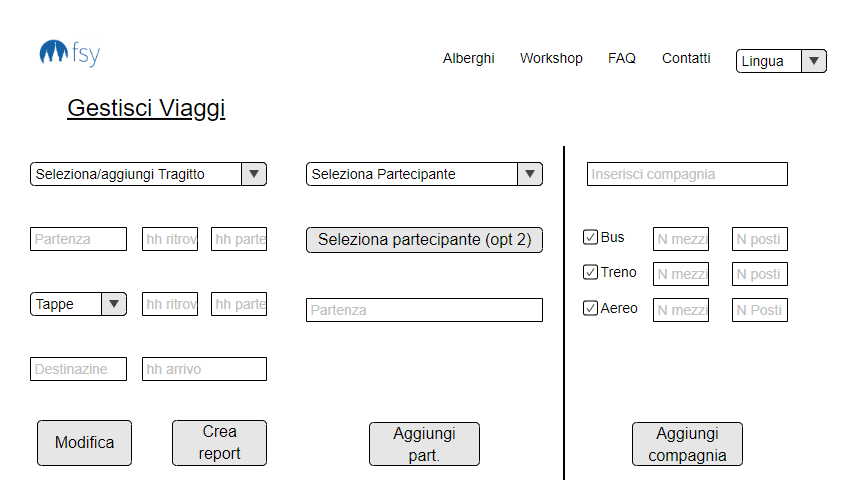 fsy
Alberghi Workshop FAQ Contatti Lingua
Gestisci Viaggi
Seleziona/aggiungi Tragitto
Partenza hh ritrov hh parte
Tappe hh ritrov hh parte
Destinazine hh arrivo
Modifica
Crea
report
Seleziona Partecipante
Seleziona partecipante (opt 2)
Partenza
Aggiungi
part.
Inserisci compagnia
Bus N mezzi N posti
Treno N mezzi N posti
Aereo N mezzi N Posti
Aggiungi
compagnia